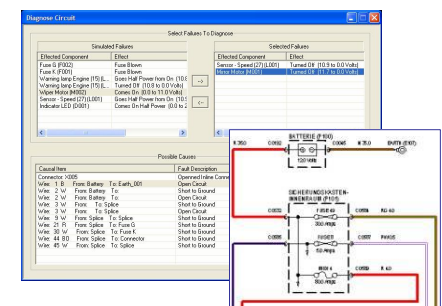 Diagnose Circuit
Select Failures To Diagnose
Simulated Failures
Selected Failures
Effected Component Effect
Effected Component Effect
Fuse G (F002) Fuse Blown
Fuse K (F001) Fuse Blown
Warning lamp Engine (15) (L... Goes Half Power from On (10.8
Warning lamp Engine (15) (L... Turned Off (10.8 to 0.0 Volts)
Wiper Motor (M002) Comes On (0.0 to 11.0 Volts)
Sensor - Speed (27) (L001) Goes Half Power from On (10.9
Indicator LED (D001) Comes On Half Power (0.0 to 2
Sensor - Speed (27) (L001) Turned Off (10.9 to 0.0 Volts)
Mirror Motor (M001) Turned Off (11.7 to 0.0 Volts)
-->
<--
Possible Causes
Causal Item Fault Description
Connector: X005 Openned Inline Conne
Wire: 1 B From: Battery To: Earth_001 Open Circuit
Wire: 2 W From: Battery To: Short to Ground
Wire: 2 W From: Battery To: Open Circuit
Wire: 3 W From: To: Splice Short to Ground
Wire: 3 W From: To: Splice Open Circuit
Wire: 9 W From: Splice To: Splice Short to Ground
Wire: 21 R From: Splice To: Fuse G Short to Ground
Wire: 30 W From: Splice To: Fuse K Short to Ground
Wire: 44 BD From: Splice To: Connector Short to Ground
Wire: 45 W From: Splice To: Splice Short to Ground
BATTERIE (P100)
12.0 Volts
SICHERUNGSKASTEN-
INNENRAUM (P101)
300 Amps
50 Amps